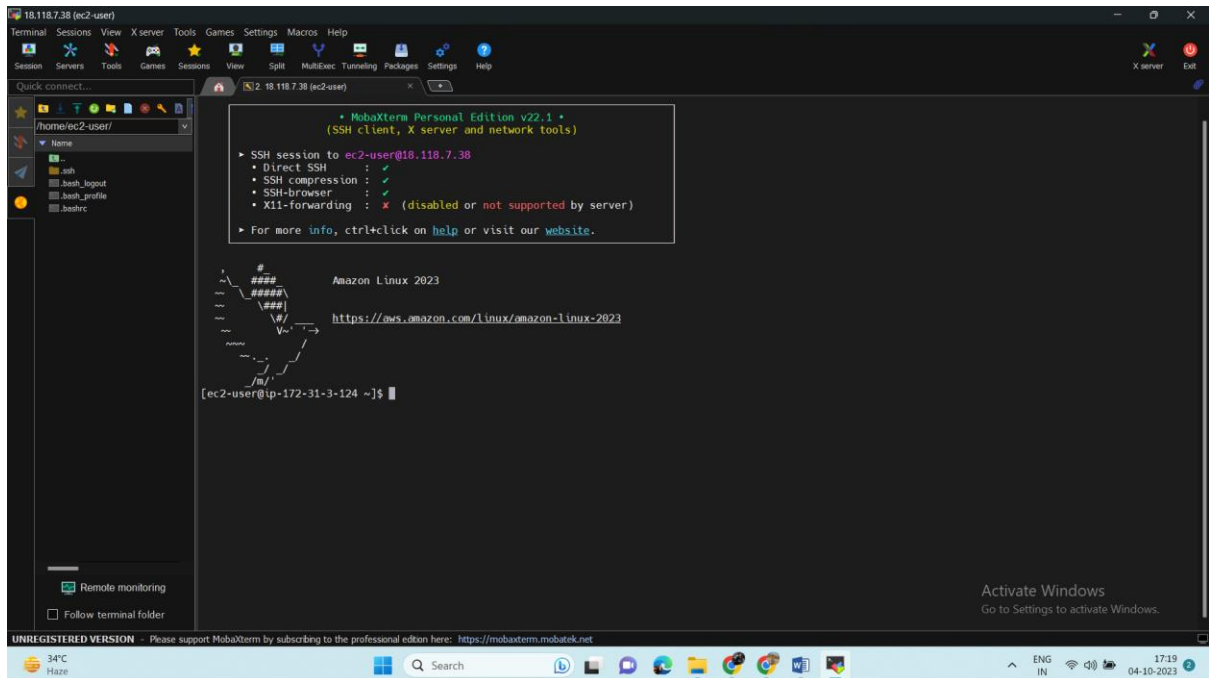 18.118.7.38 (ec2-user)
Terminal Sessions View X server Tools Games Settings Macros Help
Session Servers Tools Games Sessions View Split MultiExec Tunneling Packages Settings Help X server Exit
Quick connect...
2. 18.118.7.38 (ec2-user)
/home/ec2-user/
Name
..
.ssh
.bash_logout
.bash_profile
.bashrc
• MobaXterm Personal Edition v22.1 •
(SSH client, X server and network tools)
➤ SSH session to ec2-user@18.118.7.38
• Direct SSH : ✔
• SSH compression : ✔
• SSH-browser : ✔
• X11-forwarding : ✘ (disabled or not supported by server)
➤ For more info, ctrl+click on help or visit our website.
, #_
~\_ ####_ Amazon Linux 2023
~~ \_#####\
~~ \###|
~~ \#/ ___ https://aws.amazon.com/linux/amazon-linux-2023
~~ V~' '->
~~~ /
~~._. _/
_/ _/
_/m/'
[ec2-user@ip-172-31-3-124 ~]$
Remote monitoring
Follow terminal folder
Activate Windows
Go to Settings to activate Windows.
UNREGISTERED VERSION - Please support MobaXterm by subscribing to the professional edition here: https://mobaxterm.mobatek.net
34°C
Haze
Search
ENG
IN
17:19
04-10-2023
2